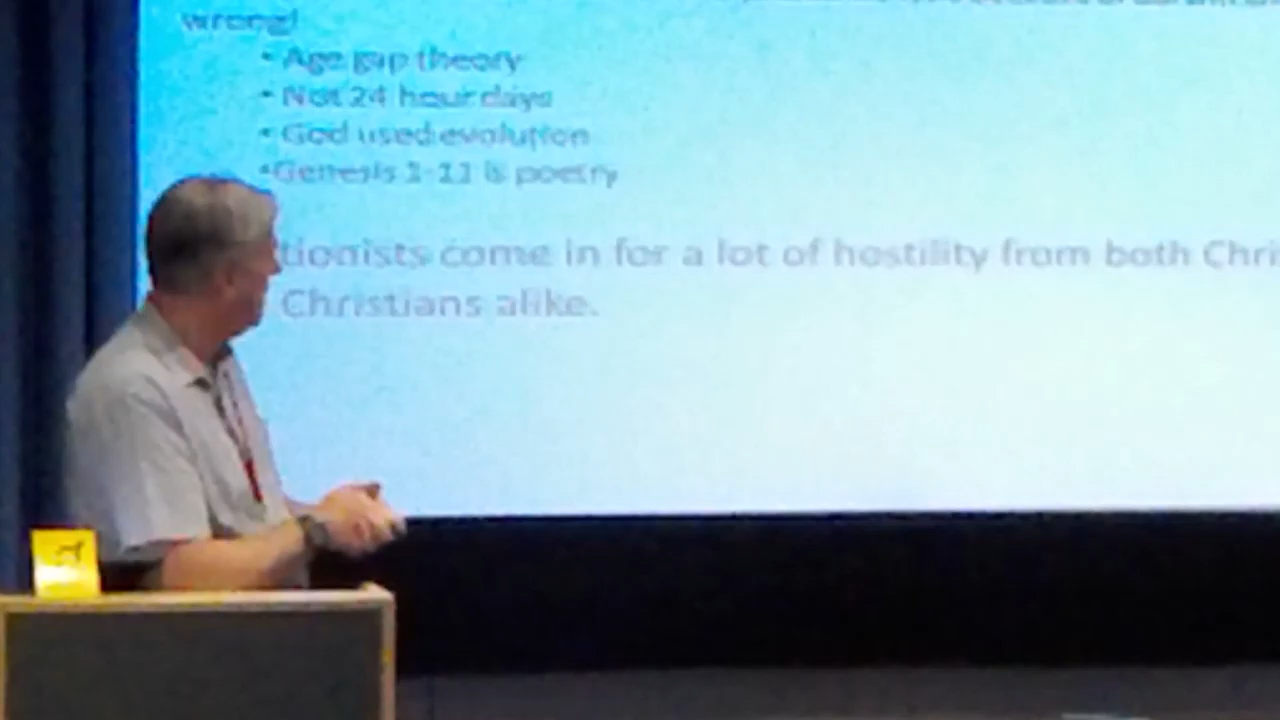 wrong!
• Age gap theory
• Not 24 hour days
• God used evolution
•Genesis 1-11 is poetry
tionists come in for a lot of hostility from both Chri
Christians alike.